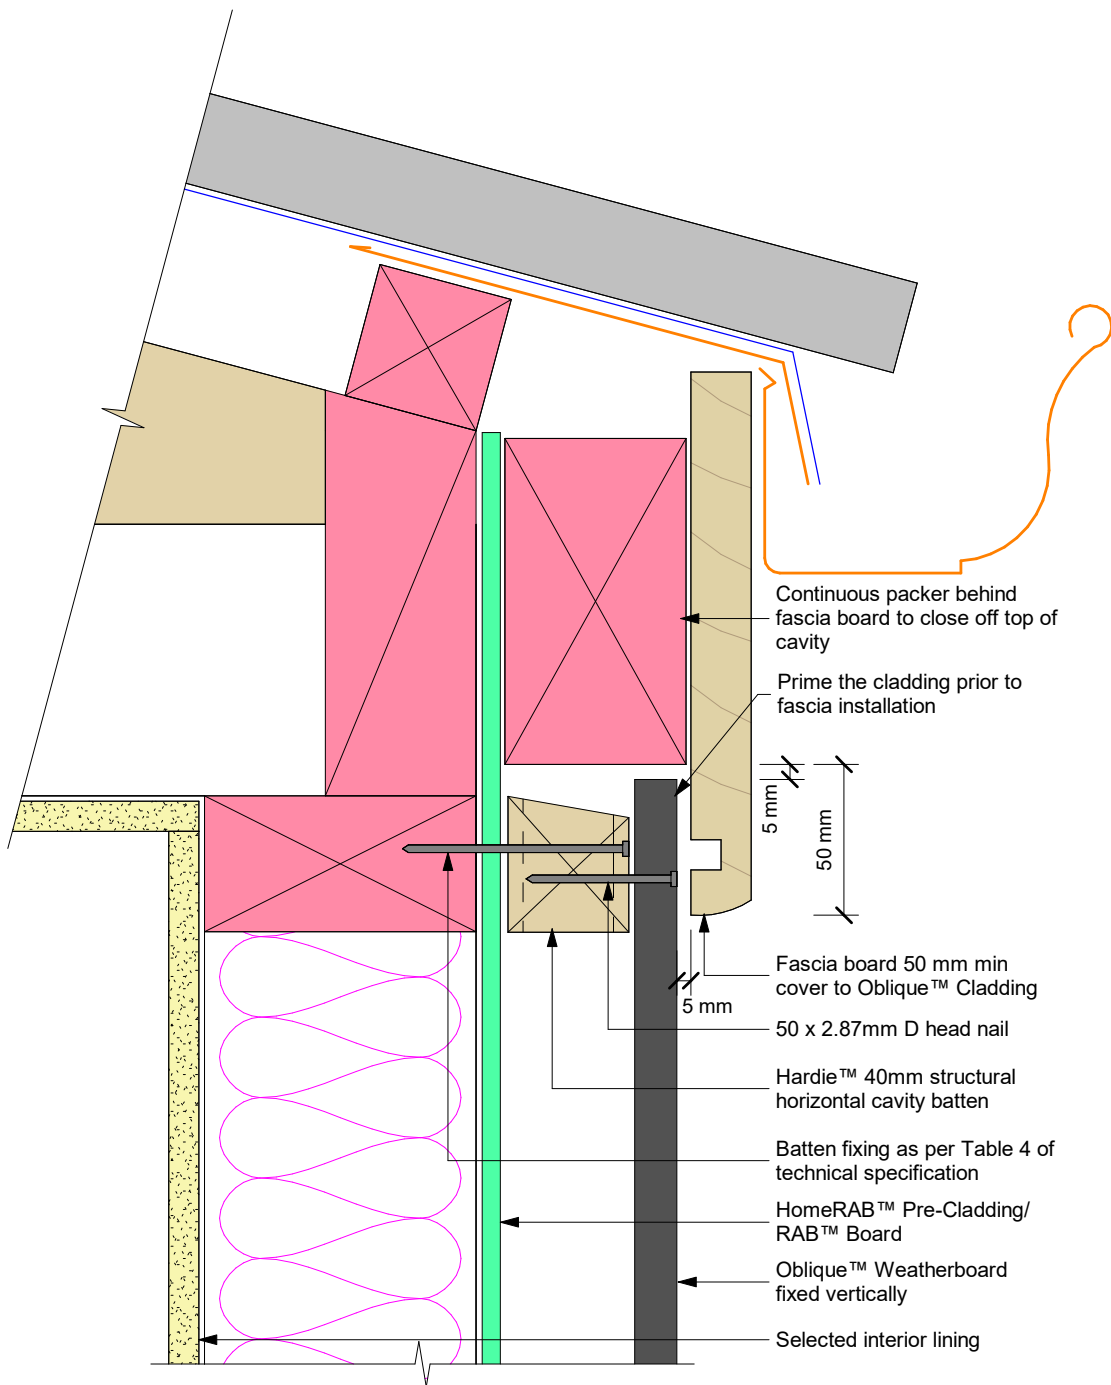 Continuous packer behind
fascia board to close off top of
cavity
Prime the cladding prior to
fascia installation
5 mm
50 mm
Fascia board 50 mm min
cover to Oblique™ Cladding
5 mm
50 x 2.87mm D head nail
Hardie™ 40mm structural
horizontal cavity batten
Batten fixing as per Table 4 of
technical specification
HomeRAB™ Pre-Cladding/
RAB™ Board
Oblique™ Weatherboard
fixed vertically
Selected interior lining